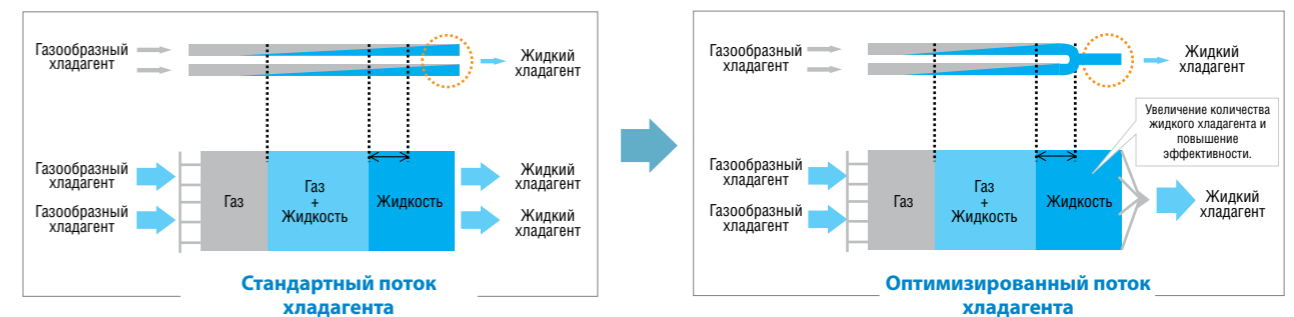 Газообразный
хладагент
Жидкий
хладагент
Газообразный
хладагент
Газообразный
хладагент
Газ
Газ
+
Жидкость
Жидкость
Жидкий
хладагент
Жидкий
хладагент
Стандартный поток
хладагента
Газообразный
хладагент
Жидкий
хладагент
Увеличение количества
жидкого хладагента и
повышение
эффективности.
Газообразный
хладагент
Газообразный
хладагент
Газ
Газ
+
Жидкость
Жидкость
Жидкий
хладагент
Оптимизированный поток
хладагента